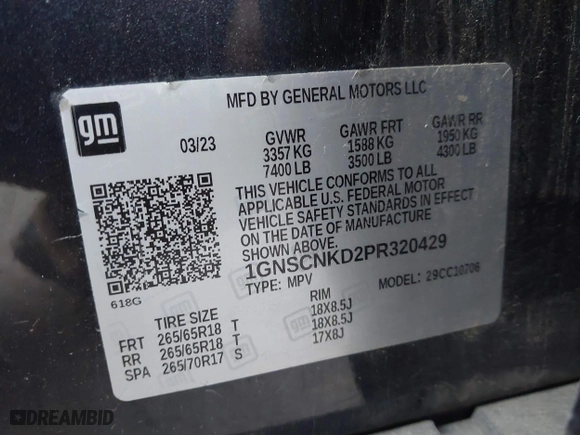 gm
MFD BY GENERAL MOTORS LLC
03/23 GVWR GAWR FRT GAWR RR
3357 KG 1588 KG 1950 KG
7400 LB 3500 LB 4300 LB
THIS VEHICLE CONFORMS TO ALL
APPLICABLE U.S. FEDERAL MOTOR
VEHICLE SAFETY STANDARDS IN EFFECT
ON THE DATE OF MANUFACTURE
SHOWN ABOVE.
1GNSCNKD2PR320429
TYPE: MPV MODEL: 29CC10706
618G
TIRE SIZE RIM
FRT 265/65R18 T 18X8.5J
RR 265/65R18 T 18X8.5J
SPA 265/70R17 S 17X8J
DREAMBID